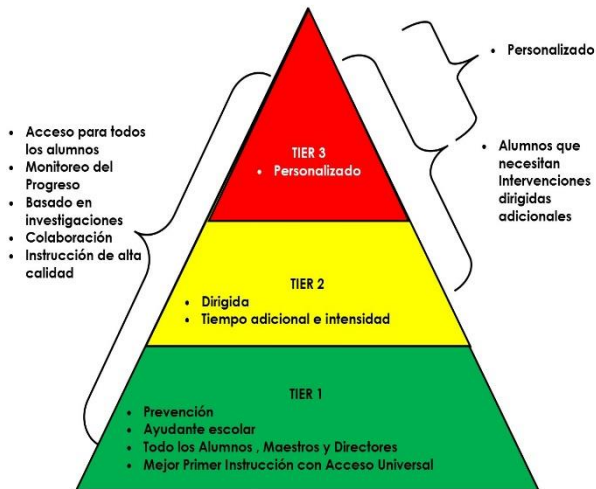 • Acceso para todos
los alumnos
• Monitoreo del
Progreso
• Basado en
investigaciones
• Colaboración
• Instrucción de alta
calidad
TIER 3
• Personalizado
TIER 2
• Dirigida
• Tiempo adicional e intensidad
TIER 1
• Prevención
• Ayudante escolar
• Todo los Alumnos , Maestros y Directores
• Mejor Primer Instrucción con Acceso Universal
• Personalizado
• Alumnos que
necesitan
Intervenciones
dirigidas
adicionales